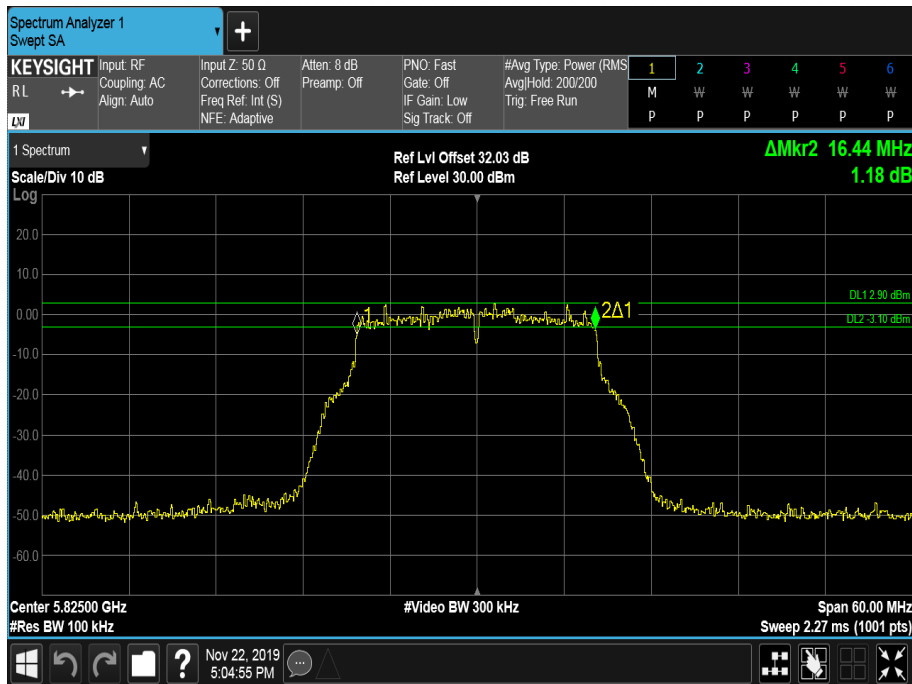 Spectrum Analyzer 1
Swept SA
+
KEYSIGHT
RL
LXI
Input: RF
Coupling: AC
Align: Auto
Input Z: 50 Ω
Corrections: Off
Freq Ref: Int (S)
NFE: Adaptive
Atten: 8 dB
Preamp: Off
PNO: Fast
Gate: Off
IF Gain: Low
Sig Track: Off
#Avg Type: Power (RMS
Avg|Hold: 200/200
Trig: Free Run
1 2 3 4 5 6
M W W W W W
P P P P P P
1 Spectrum
Scale/Div 10 dB
Log
Ref Lvl Offset 32.03 dB
Ref Level 30.00 dBm
ΔMkr2 16.44 MHz
1.18 dB
20.0
10.0
DL1 2.90 dBm
0.00
1
2Δ1
DL2 -3.10 dBm
-10.0
-20.0
-30.0
-40.0
-50.0
-60.0
Center 5.82500 GHz
#Res BW 100 kHz
#Video BW 300 kHz
Span 60.00 MHz
Sweep 2.27 ms (1001 pts)
?
Nov 22, 2019
5:04:55 PM